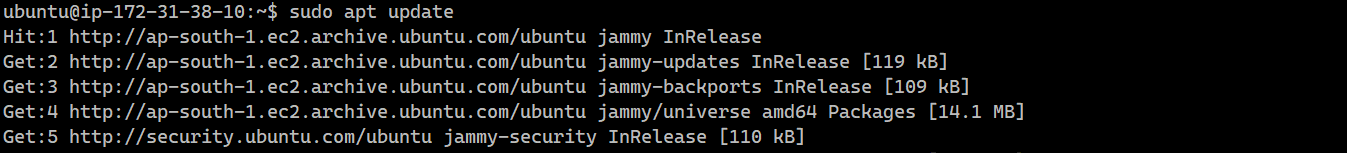 ubuntu@ip-172-31-38-10:~$ sudo apt update
Hit:1 http://ap-south-1.ec2.archive.ubuntu.com/ubuntu jammy InRelease
Get:2 http://ap-south-1.ec2.archive.ubuntu.com/ubuntu jammy-updates InRelease [119 kB]
Get:3 http://ap-south-1.ec2.archive.ubuntu.com/ubuntu jammy-backports InRelease [109 kB]
Get:4 http://ap-south-1.ec2.archive.ubuntu.com/ubuntu jammy/universe amd64 Packages [14.1 MB]
Get:5 http://security.ubuntu.com/ubuntu jammy-security InRelease [110 kB]